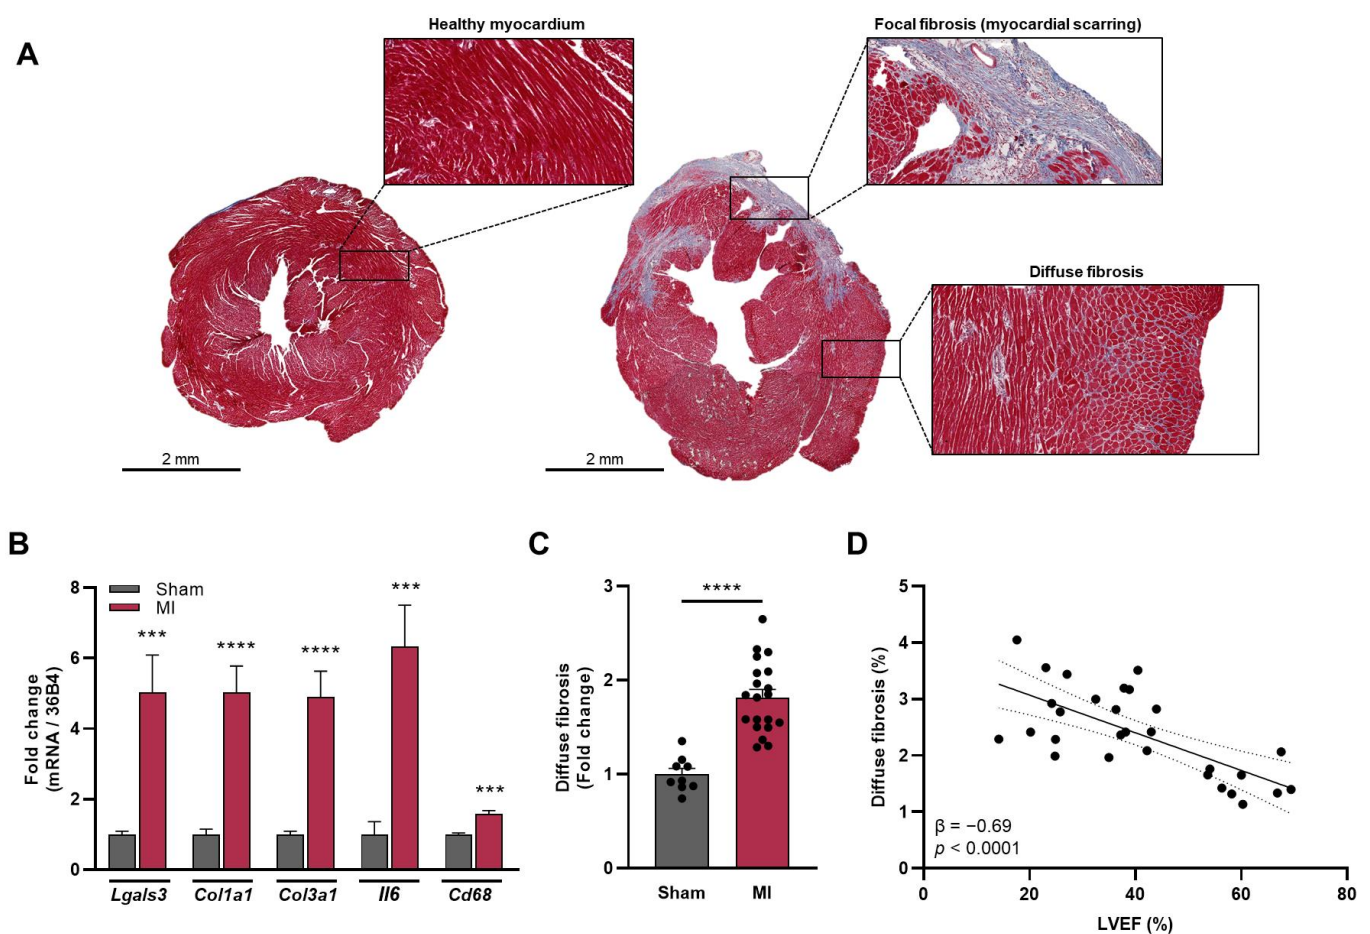 A
Healthy myocardium
Focal fibrosis (myocardial scarring)
Diffuse fibrosis
2 mm
2 mm
B
Fold change
(mRNA / 36B4)
8
6
4
2
0
Sham
MI
***
****
****
***
***
Lgals3
Col1a1
Col3a1
Il6
Cd68
C
Diffuse fibrosis
(Fold change)
3
2
1
0
****
Sham
MI
D
Diffuse fibrosis (%)
5
4
3
2
1
0
β = −0.69
p < 0.0001
0
20
40
60
80
LVEF (%)